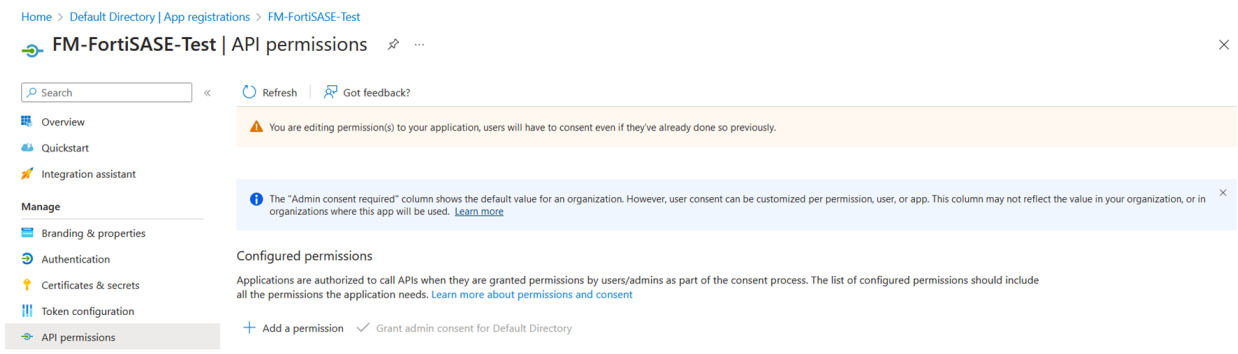 Home > Default Directory | App registrations > FM-FortiSASE-Test
FM-FortiSASE-Test | API permissions
Search
Refresh
Got feedback?
You are editing permission(s) to your application, users will have to consent even if they've already done so previously.
Overview
Quickstart
Integration assistant
Manage
Branding & properties
Authentication
Certificates & secrets
Token configuration
API permissions
The "Admin consent required" column shows the default value for an organization. However, user consent can be customized per permission, user, or app. This column may not reflect the value in your organization, or in
organizations where this app will be used. Learn more
Configured permissions
Applications are authorized to call APIs when they are granted permissions by users/admins as part of the consent process. The list of configured permissions should include
all the permissions the application needs. Learn more about permissions and consent
Add a permission
Grant admin consent for Default Directory